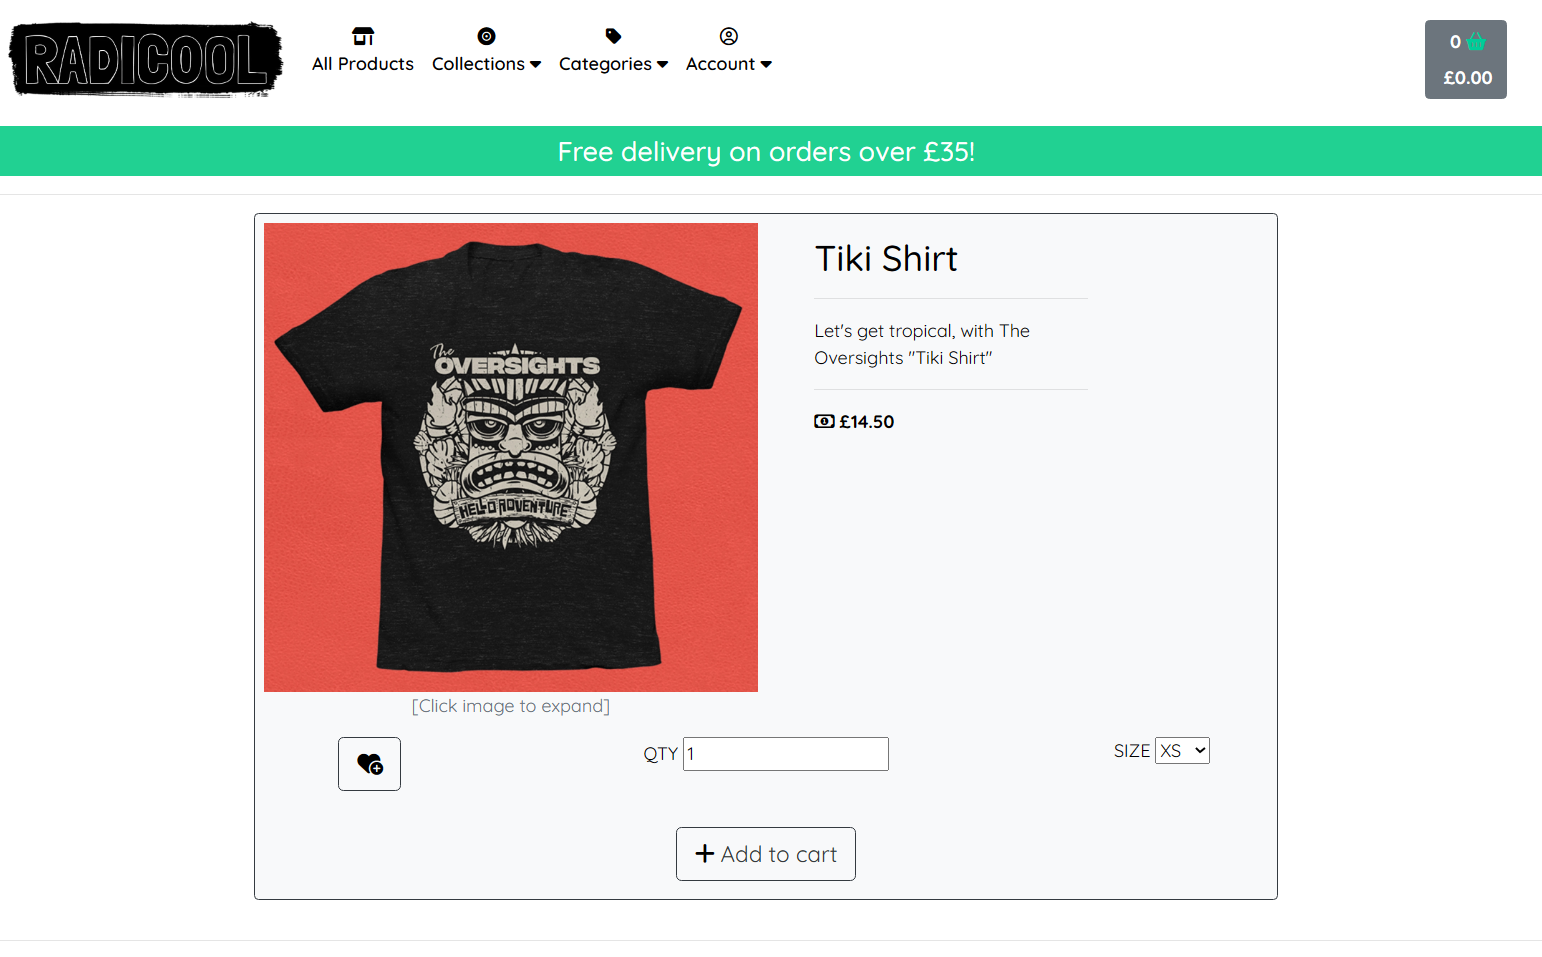 RADICOOL
All Products
Collections
Categories
Account
0
£0.00
Free delivery on orders over £35!
The
OVERSIGHTS
HELLO ADVENTURE
Tiki Shirt
Let's get tropical, with The
Oversights "Tiki Shirt"
£14.50
[Click image to expand]
QTY 1
SIZE XS
Add to cart